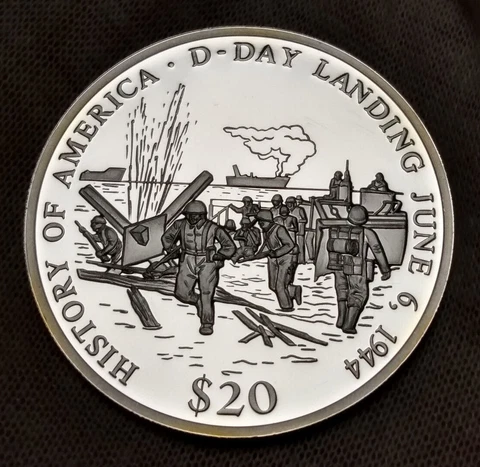 HISTORY OF AMERICA · D-DAY LANDING JUNE 6, 1944
$20